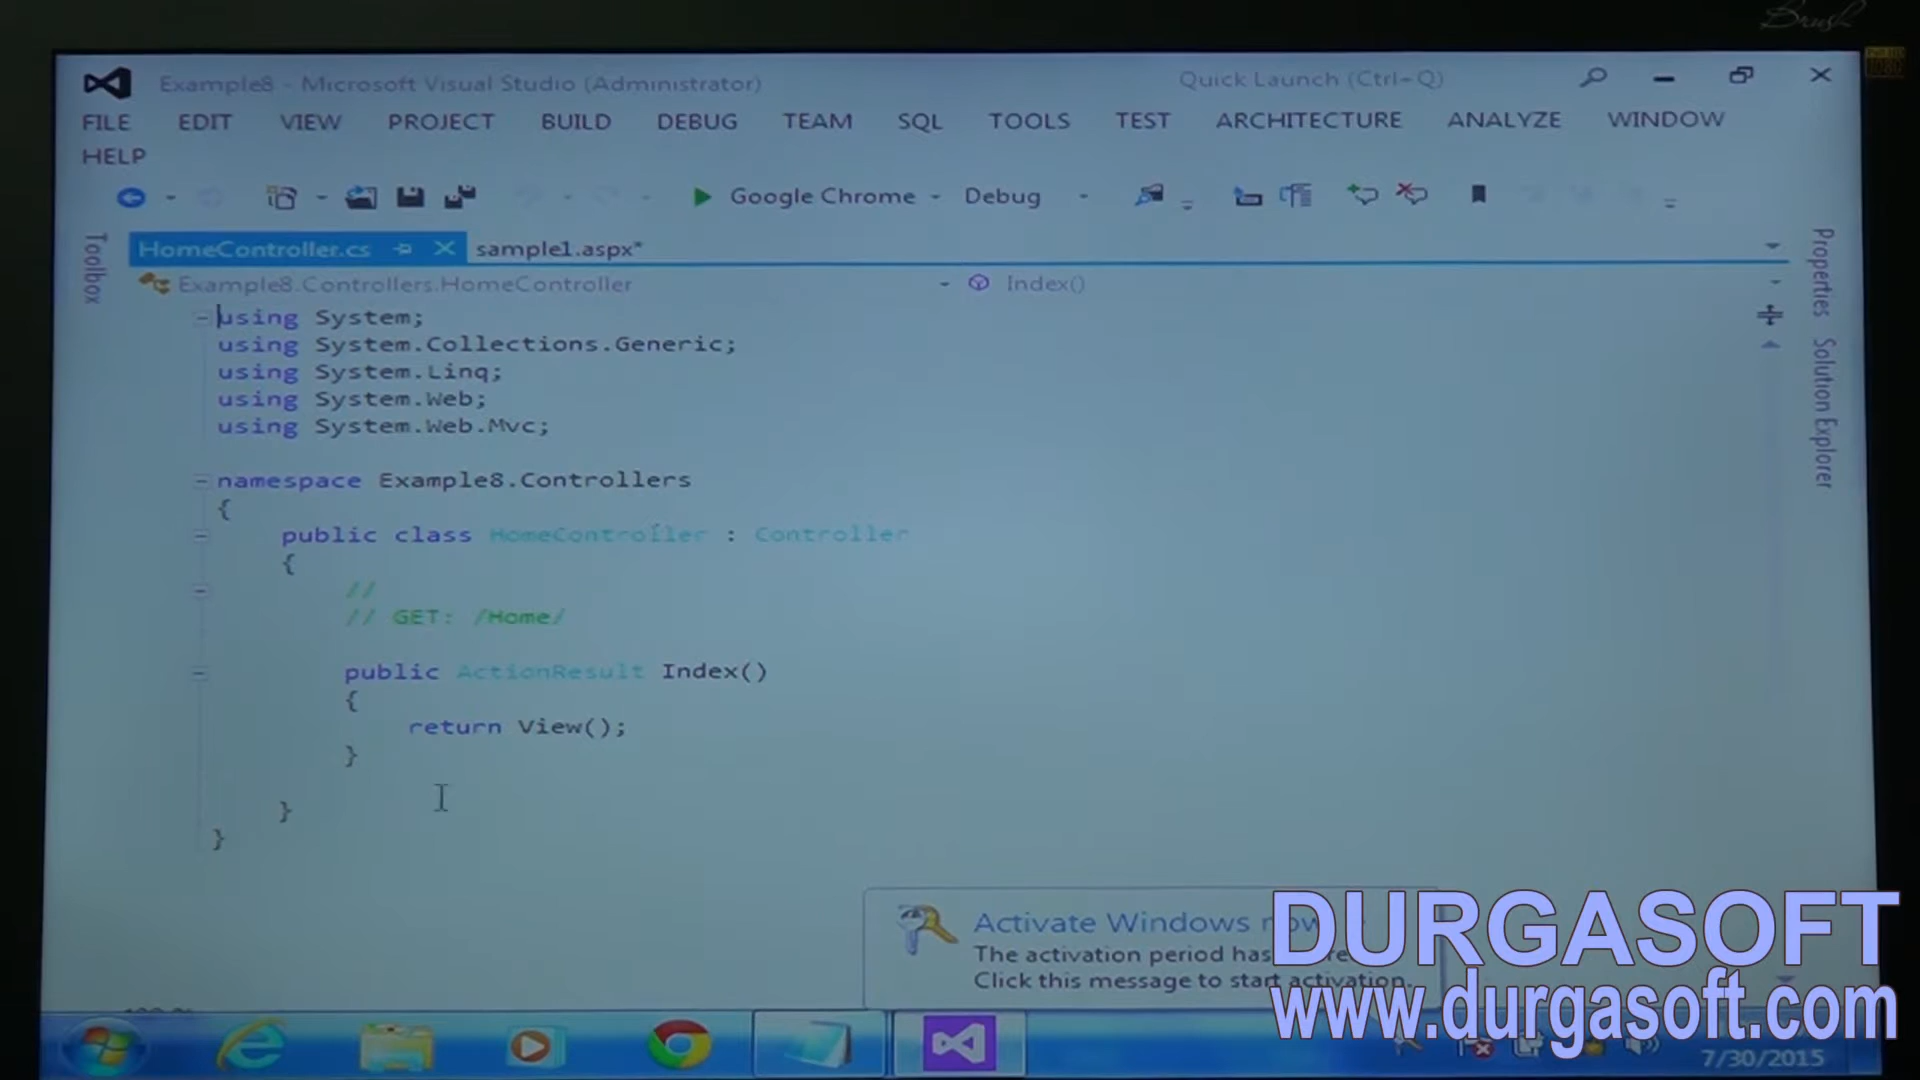 Brush
Example8 - Microsoft Visual Studio (Administrator)
Quick Launch (Ctrl+Q)
FILE EDIT VIEW PROJECT BUILD DEBUG TEAM SQL TOOLS TEST ARCHITECTURE ANALYZE WINDOW
HELP
Google Chrome Debug
Toolbox
HomeController.cs sample1.aspx*
Properties
Solution Explorer
Example8.Controllers.HomeController Index()
using System;
using System.Collections.Generic;
using System.Linq;
using System.Web;
using System.Web.Mvc;
namespace Example8.Controllers
{
public class HomeController : Controller
{
//
// GET: /Home/
public ActionResult Index()
{
return View();
}
}
}
Activate Windows now
The activation period has
Click this message to start activation.
DURGASOFT
www.durgasoft.com
7/30/2015